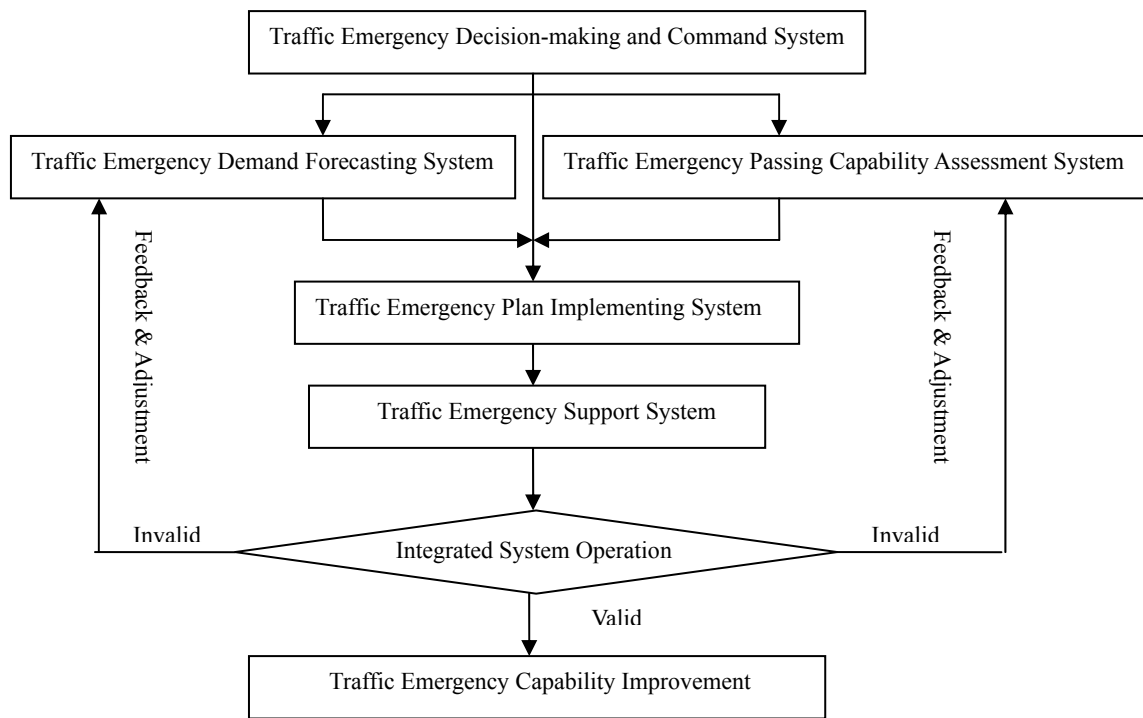 Traffic Emergency Decision-making and Command System
Traffic Emergency Demand Forecasting System
Traffic Emergency Passing Capability Assessment System
Feedback & Adjustment
Feedback & Adjustment
Traffic Emergency Plan Implementing System
Traffic Emergency Support System
Invalid
Invalid
Integrated System Operation
Valid
Traffic Emergency Capability Improvement